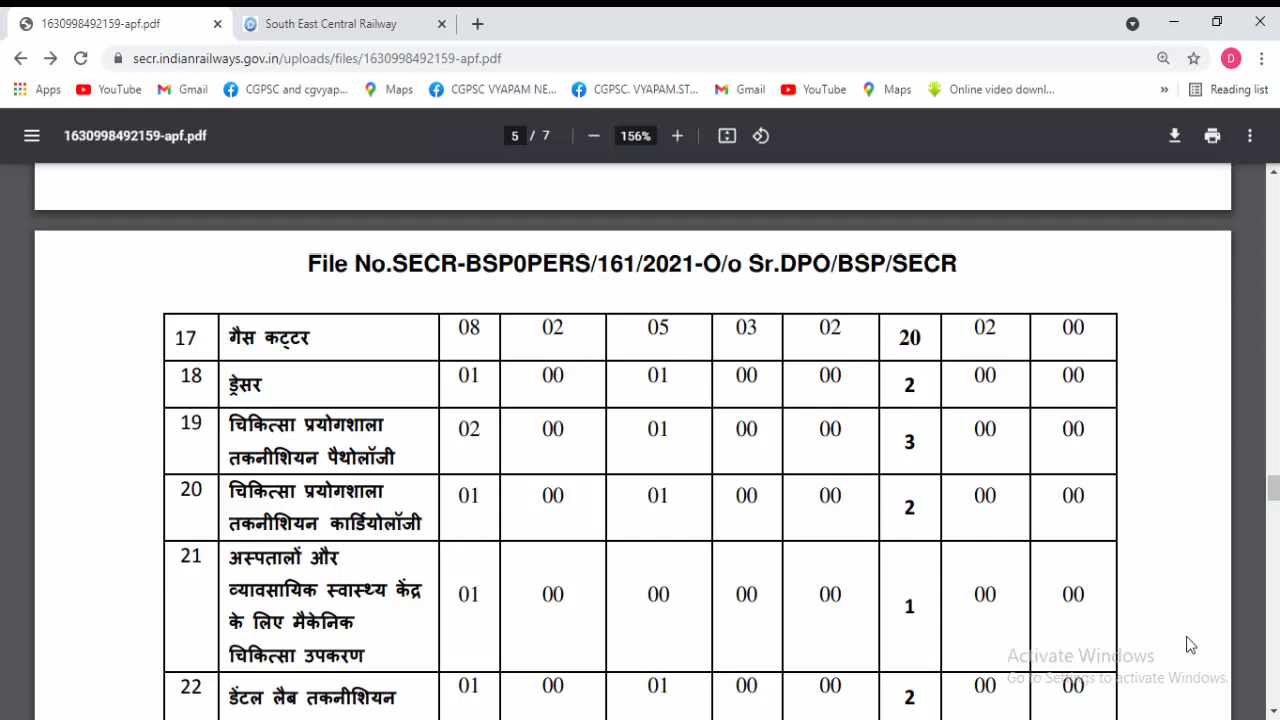 1630998492159-apf.pdf
South East Central Railway
secr.indianrailways.gov.in/uploads/files/1630998492159-apf.pdf
D
Apps YouTube Gmail CGPSC and cgvyap... Maps CGPSC VYAPAM NE... CGPSC. VYAPAM.ST... Gmail YouTube Maps Online video downl... » Reading list
1630998492159-apf.pdf 5 / 7 156%
File No.SECR-BSP0PERS/161/2021-O/o Sr.DPO/BSP/SECR
17 गैस कट्टर 08 02 05 03 02 20 02 00
18 ड्रेसर 01 00 01 00 00 2 00 00
19 चिकित्सा प्रयोगशाला
तकनीशियन पैथोलॉजी 02 00 01 00 00 3 00 00
20 चिकित्सा प्रयोगशाला
तकनीशियन कार्डियोलॉजी 01 00 01 00 00 2 00 00
21 अस्पतालों और
व्यावसायिक स्वास्थ्य केंद्र 01 00 00 00 00 1 00 00
के लिए मैकेनिक
चिकित्सा उपकरण
22 डेंटल लैब तकनीशियन 01 00 01 00 00 2 00 00
Activate Windows
Go to Settings to activate Windows.